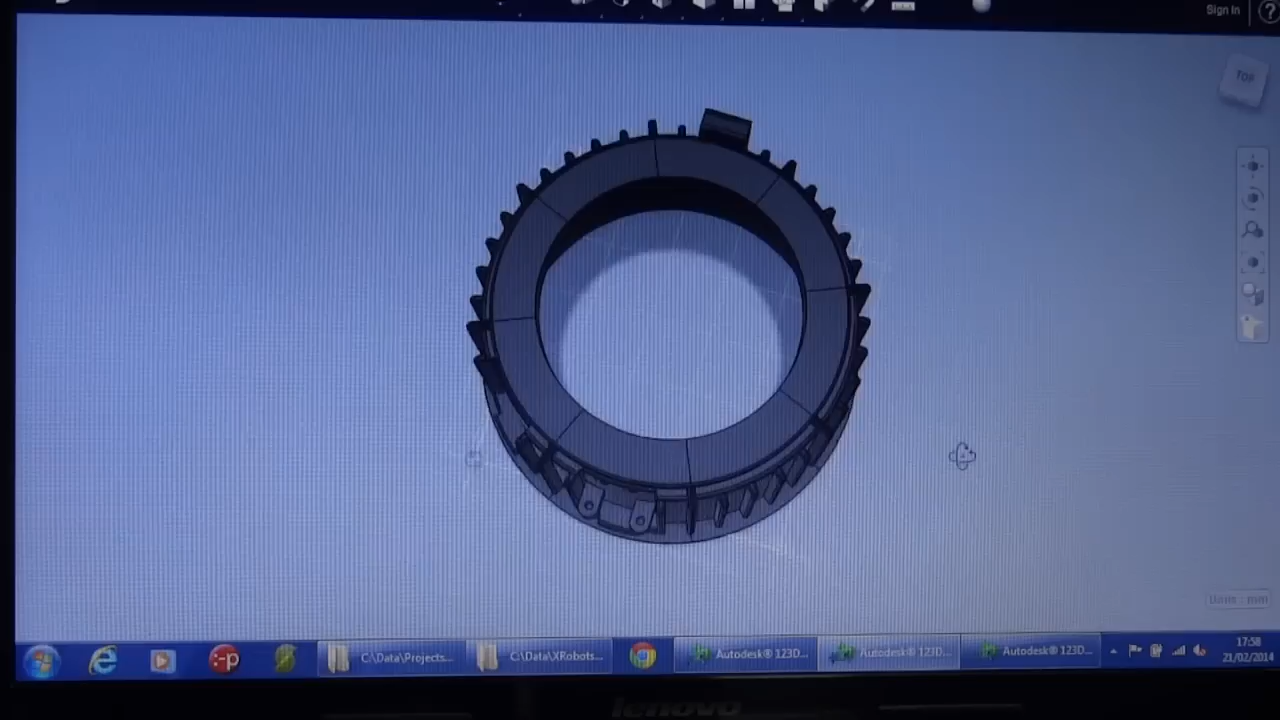 Sign In
?
TOP
Units : mm
C:\Data\Projects...
C:\Data\XRobots...
Autodesk® 123D...
Autodesk® 123D...
Autodesk® 123D...
17:58
21/02/2014
:-p
lenovo